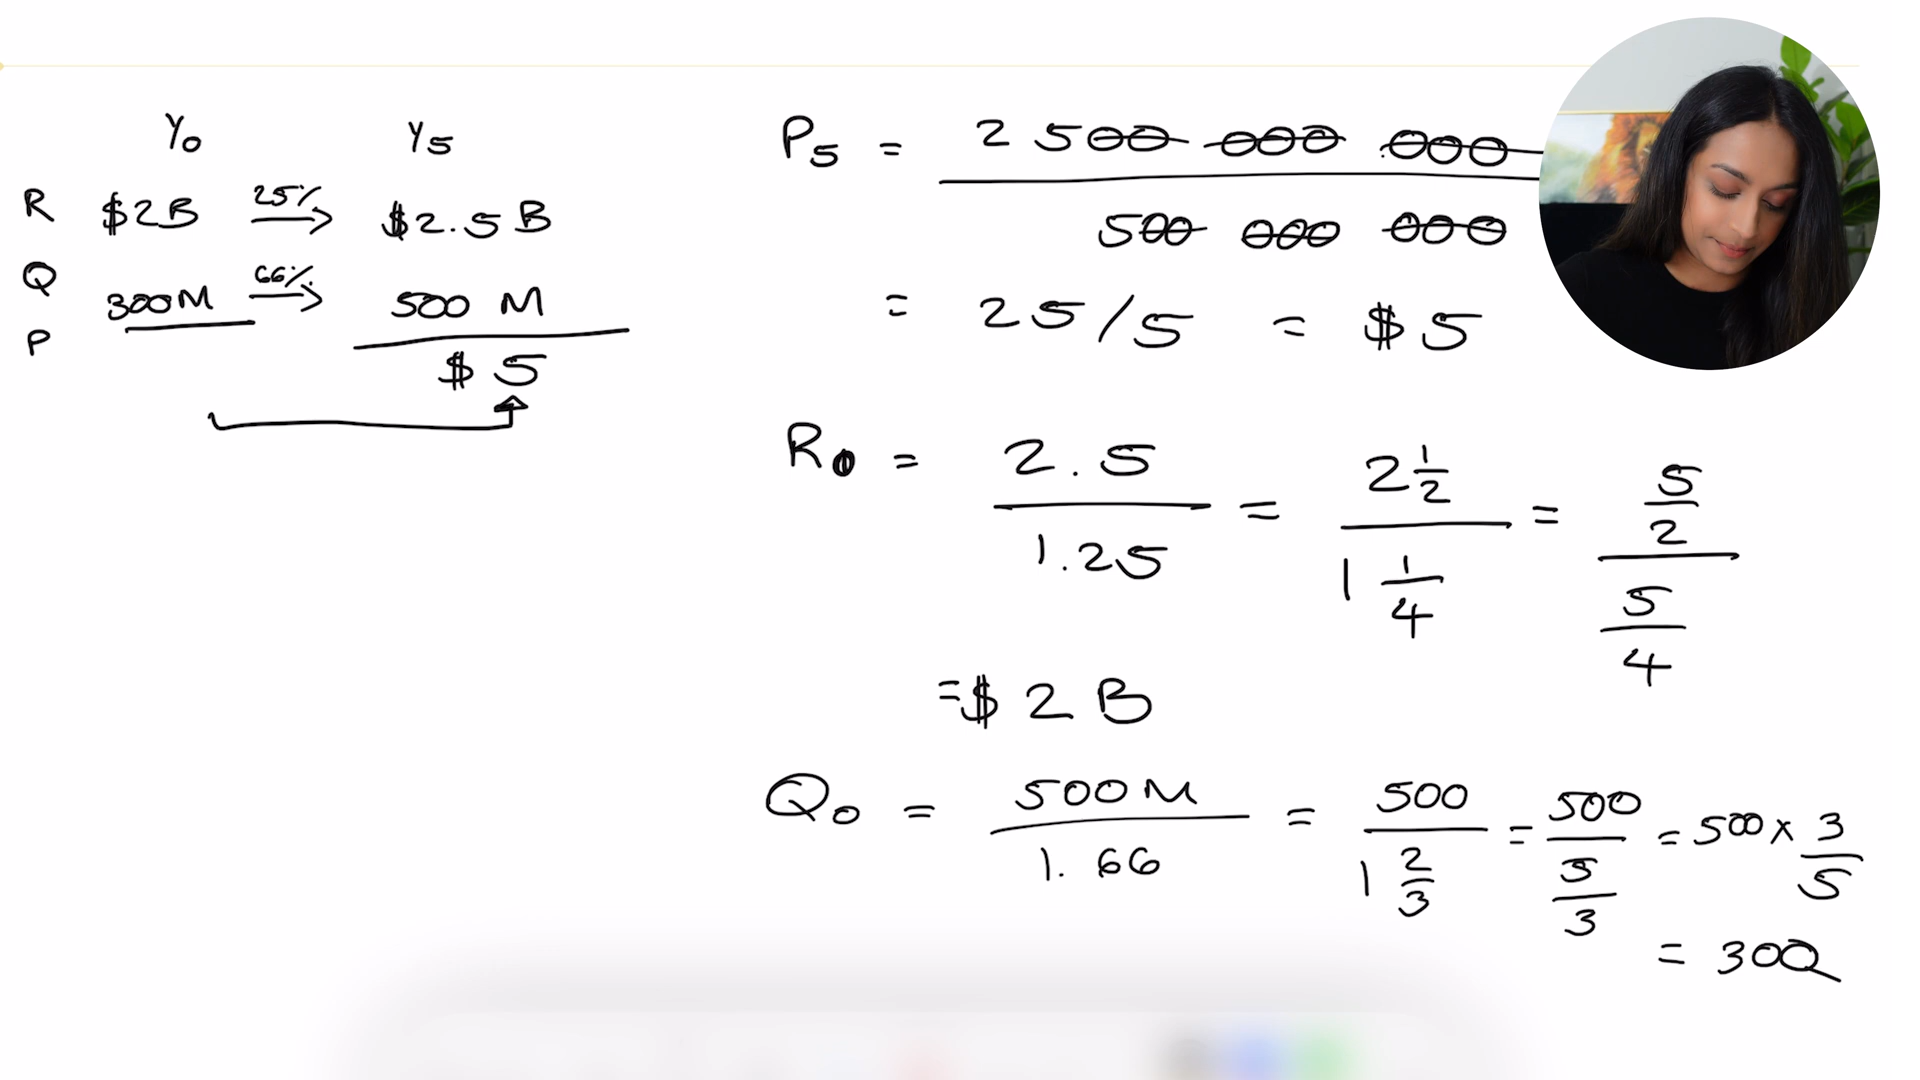 Y0 Y5
R $2B 25% → $2.5 B
Q 300M 66% → 500 M
P $ 5
P5 = 2 500 000 000 / 500 000 000
= 25/5 = $ 5
R0 = 2.5 / 1.25 = 2 1/2 / 1 1/4 = 5/2 / 5/4
= $ 2 B
Q0 = 500 M / 1.66 = 500 / 1 2/3 = 500 / 5/3 = 500 x 3/5
= 300